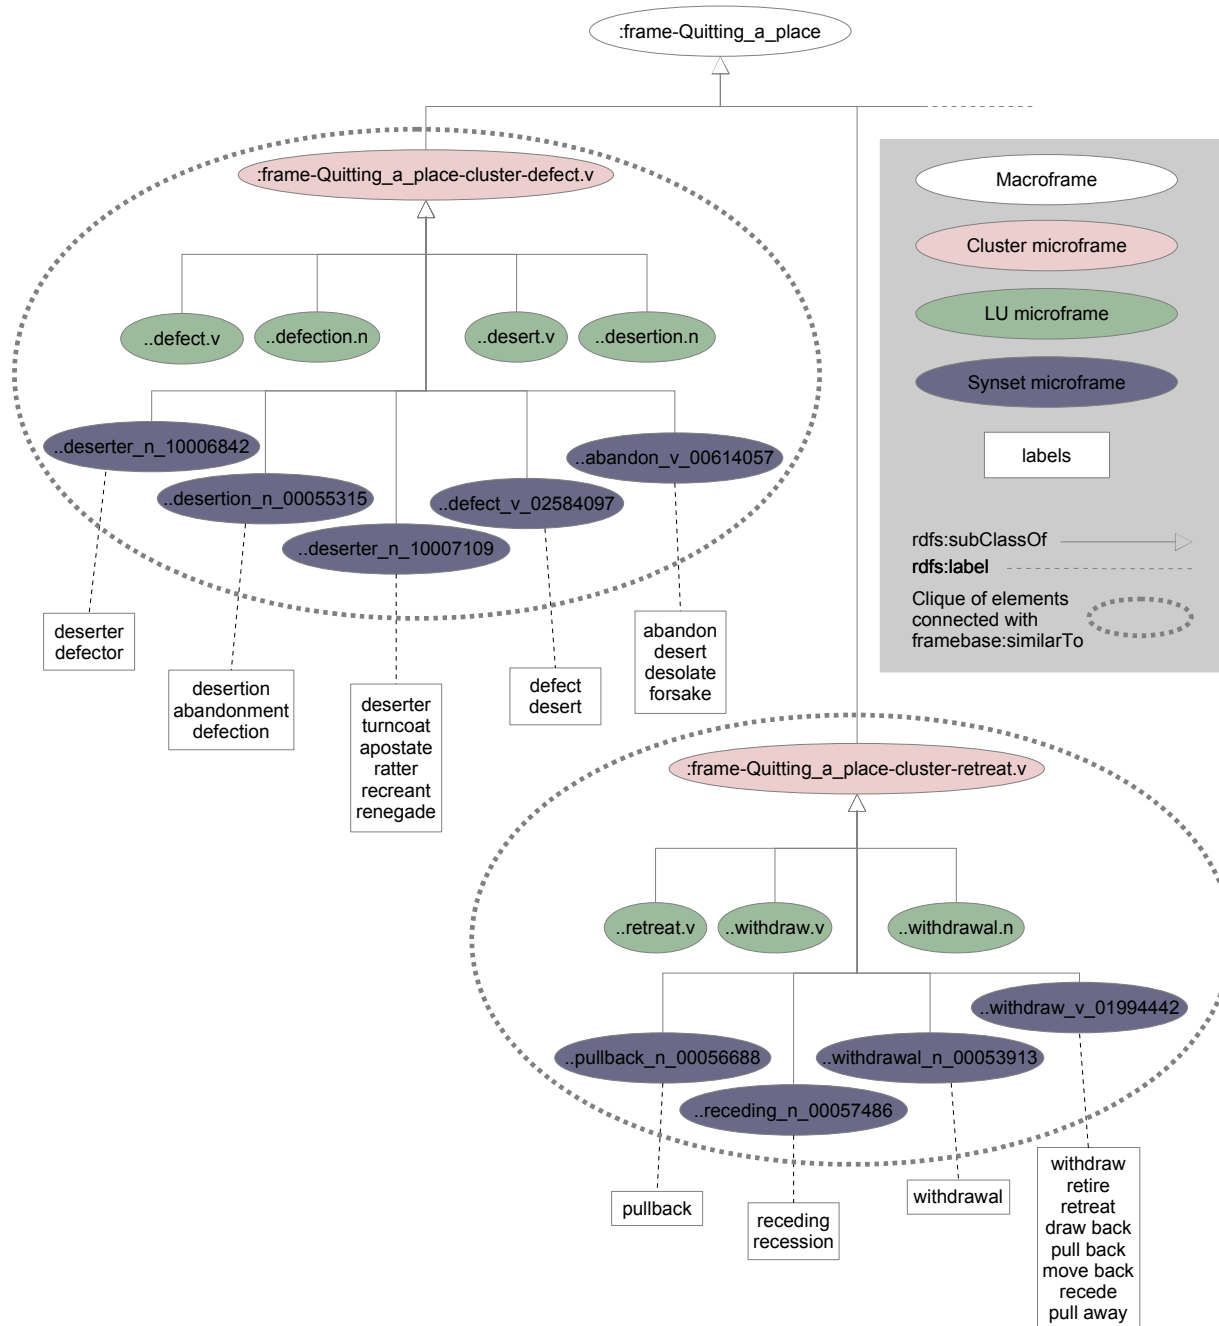 :frame-Quitting_a_place
:frame-Quitting_a_place-cluster-defect.v
..defect.v
..defection.n
..desert.v
..desertion.n
..deserter_n_10006842
..desertion_n_00055315
..deserter_n_10007109
..defect_v_02584097
..abandon_v_00614057
deserter
defector
desertion
abandonment
defection
deserter
turncoat
apostate
ratter
recreant
renegade
defect
desert
abandon
desert
desolate
forsake
Macroframe
Cluster microframe
LU microframe
Synset microframe
labels
rdfs:subClassOf
rdfs:label
Clique of elements
connected with
framebase:similarTo
:frame-Quitting_a_place-cluster-retreat.v
..retreat.v
..withdraw.v
..withdrawal.n
..pullback_n_00056688
..receding_n_00057486
..withdrawal_n_00053913
..withdraw_v_01994442
pullback
receding
recession
withdrawal
withdraw
retire
retreat
draw back
pull back
move back
recede
pull away